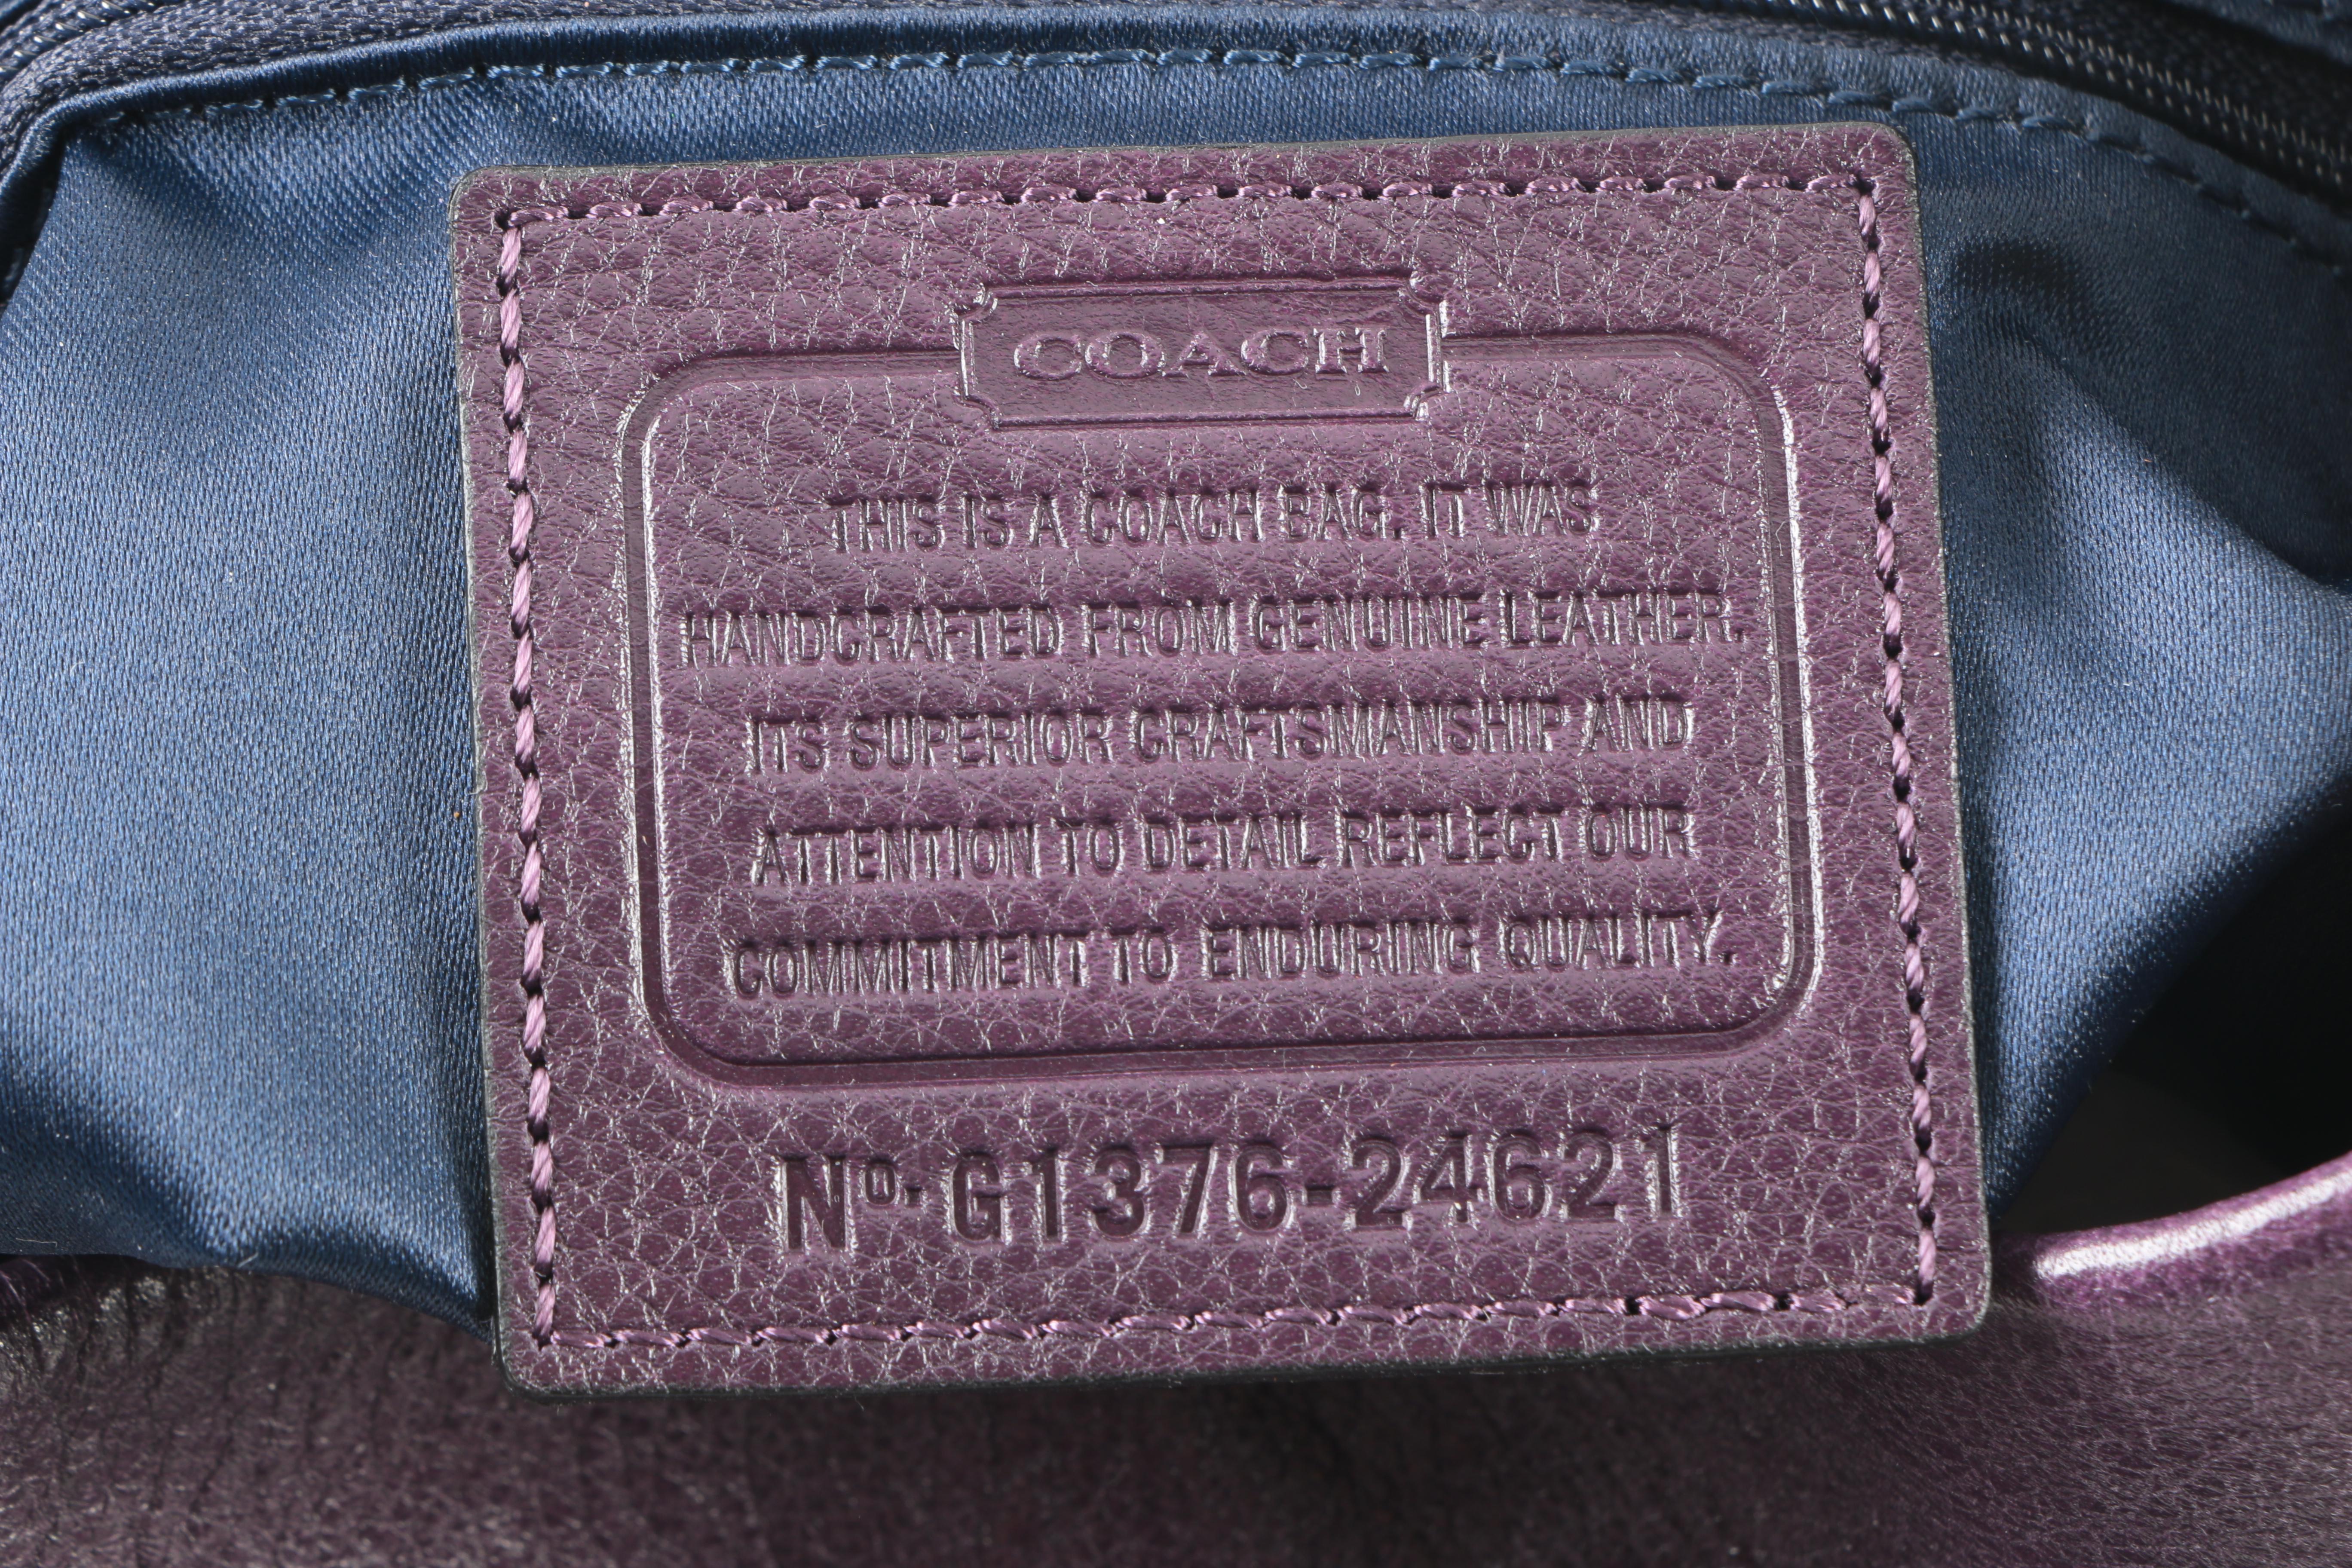 COACH
THIS IS A COACH BAG. IT WAS
HANDCRAFTED FROM GENUINE LEATHER.
ITS SUPERIOR CRAFTSMANSHIP AND
ATTENTION TO DETAIL REFLECT OUR
COMMITMENT TO ENDURING QUALITY.
No. G1376-24621